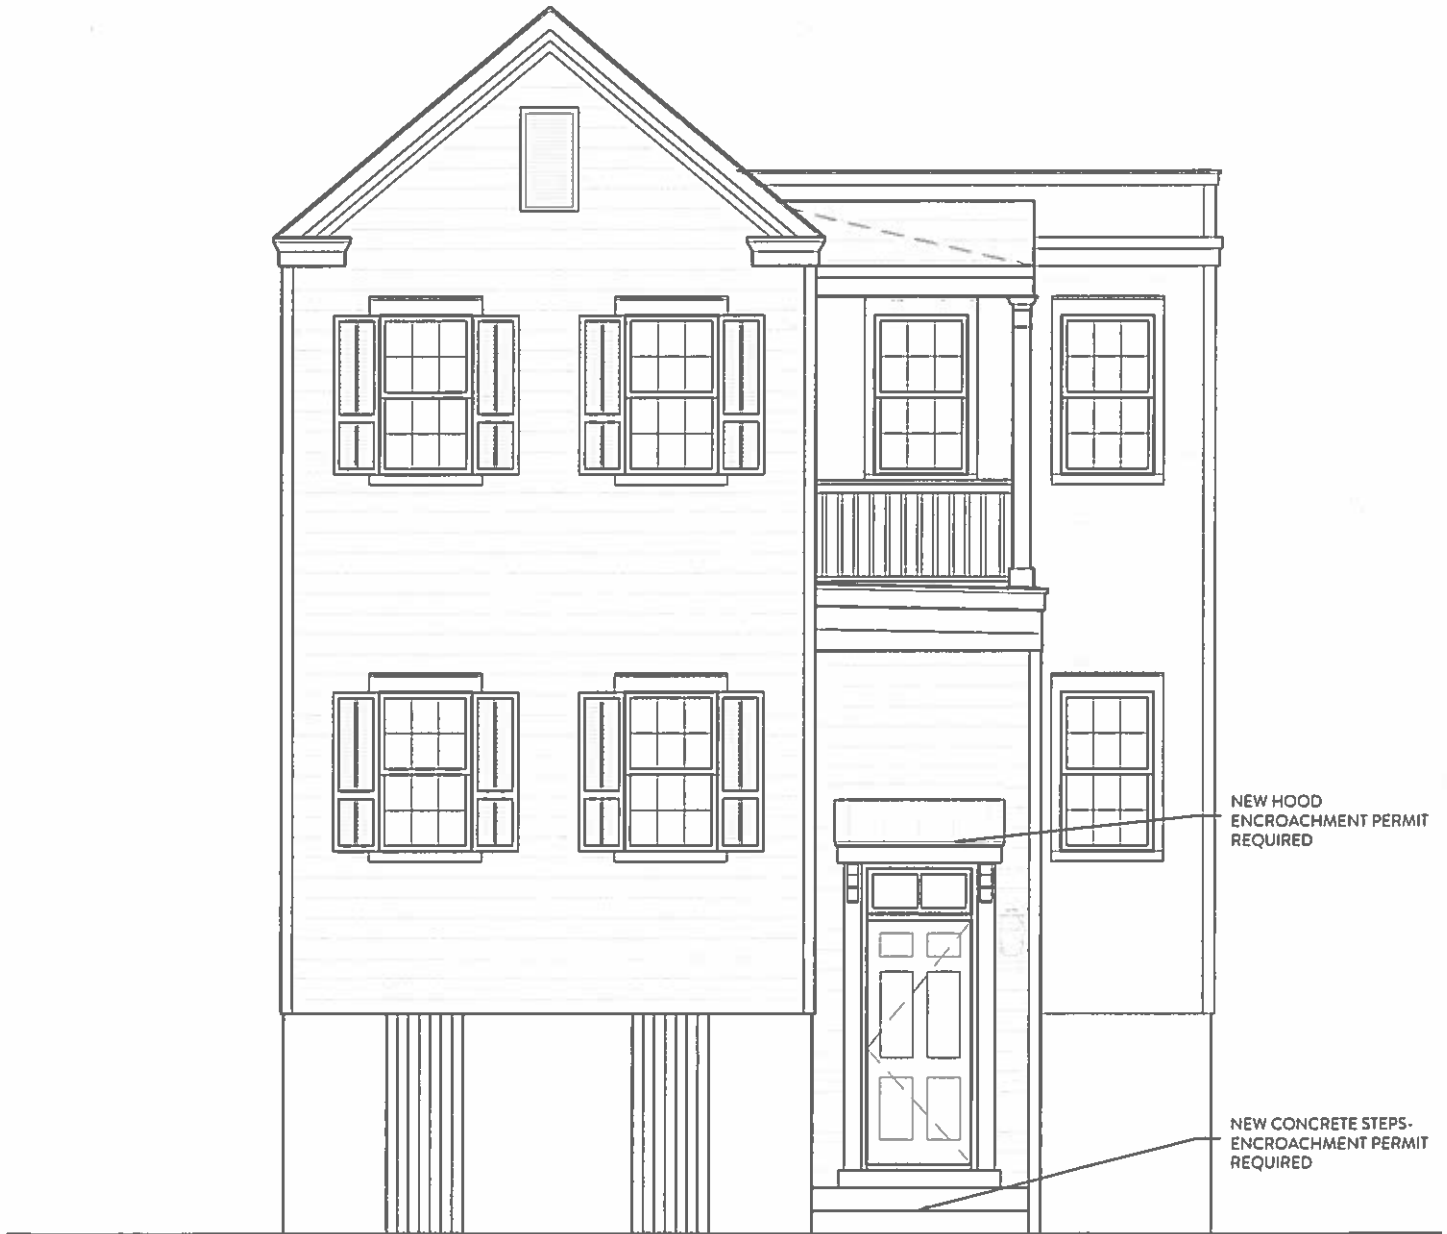 NEW HOOD
ENCROACHMENT PERMIT
REQUIRED
NEW CONCRETE STEPS-
ENCROACHMENT PERMIT
REQUIRED